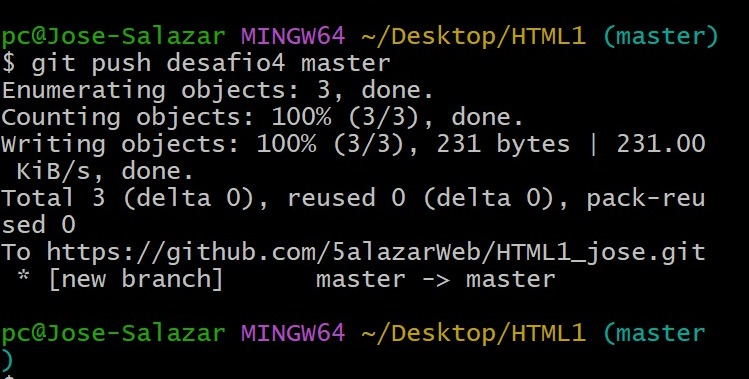 pc@Jose-Salazar MINGW64 ~/Desktop/HTML1 (master)
$ git push desafio4 master
Enumerating objects: 3, done.
Counting objects: 100% (3/3), done.
Writing objects: 100% (3/3), 231 bytes | 231.00
 KiB/s, done.
Total 3 (delta 0), reused 0 (delta 0), pack-reu
sed 0
To https://github.com/5alazarWeb/HTML1_jose.git
 * [new branch]      master -> master

pc@Jose-Salazar MINGW64 ~/Desktop/HTML1 (master
)